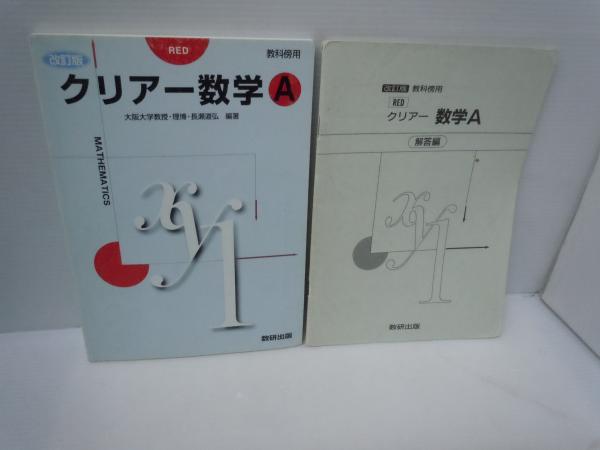 RED
改訂版
教科傍用
クリアー数学A
大阪大学教授・理博・長瀬道弘 編著
MATHEMATICS
xyl
数研出版
改訂版 教科傍用
RED
クリアー 数学A
解答編
xyl
数研出版